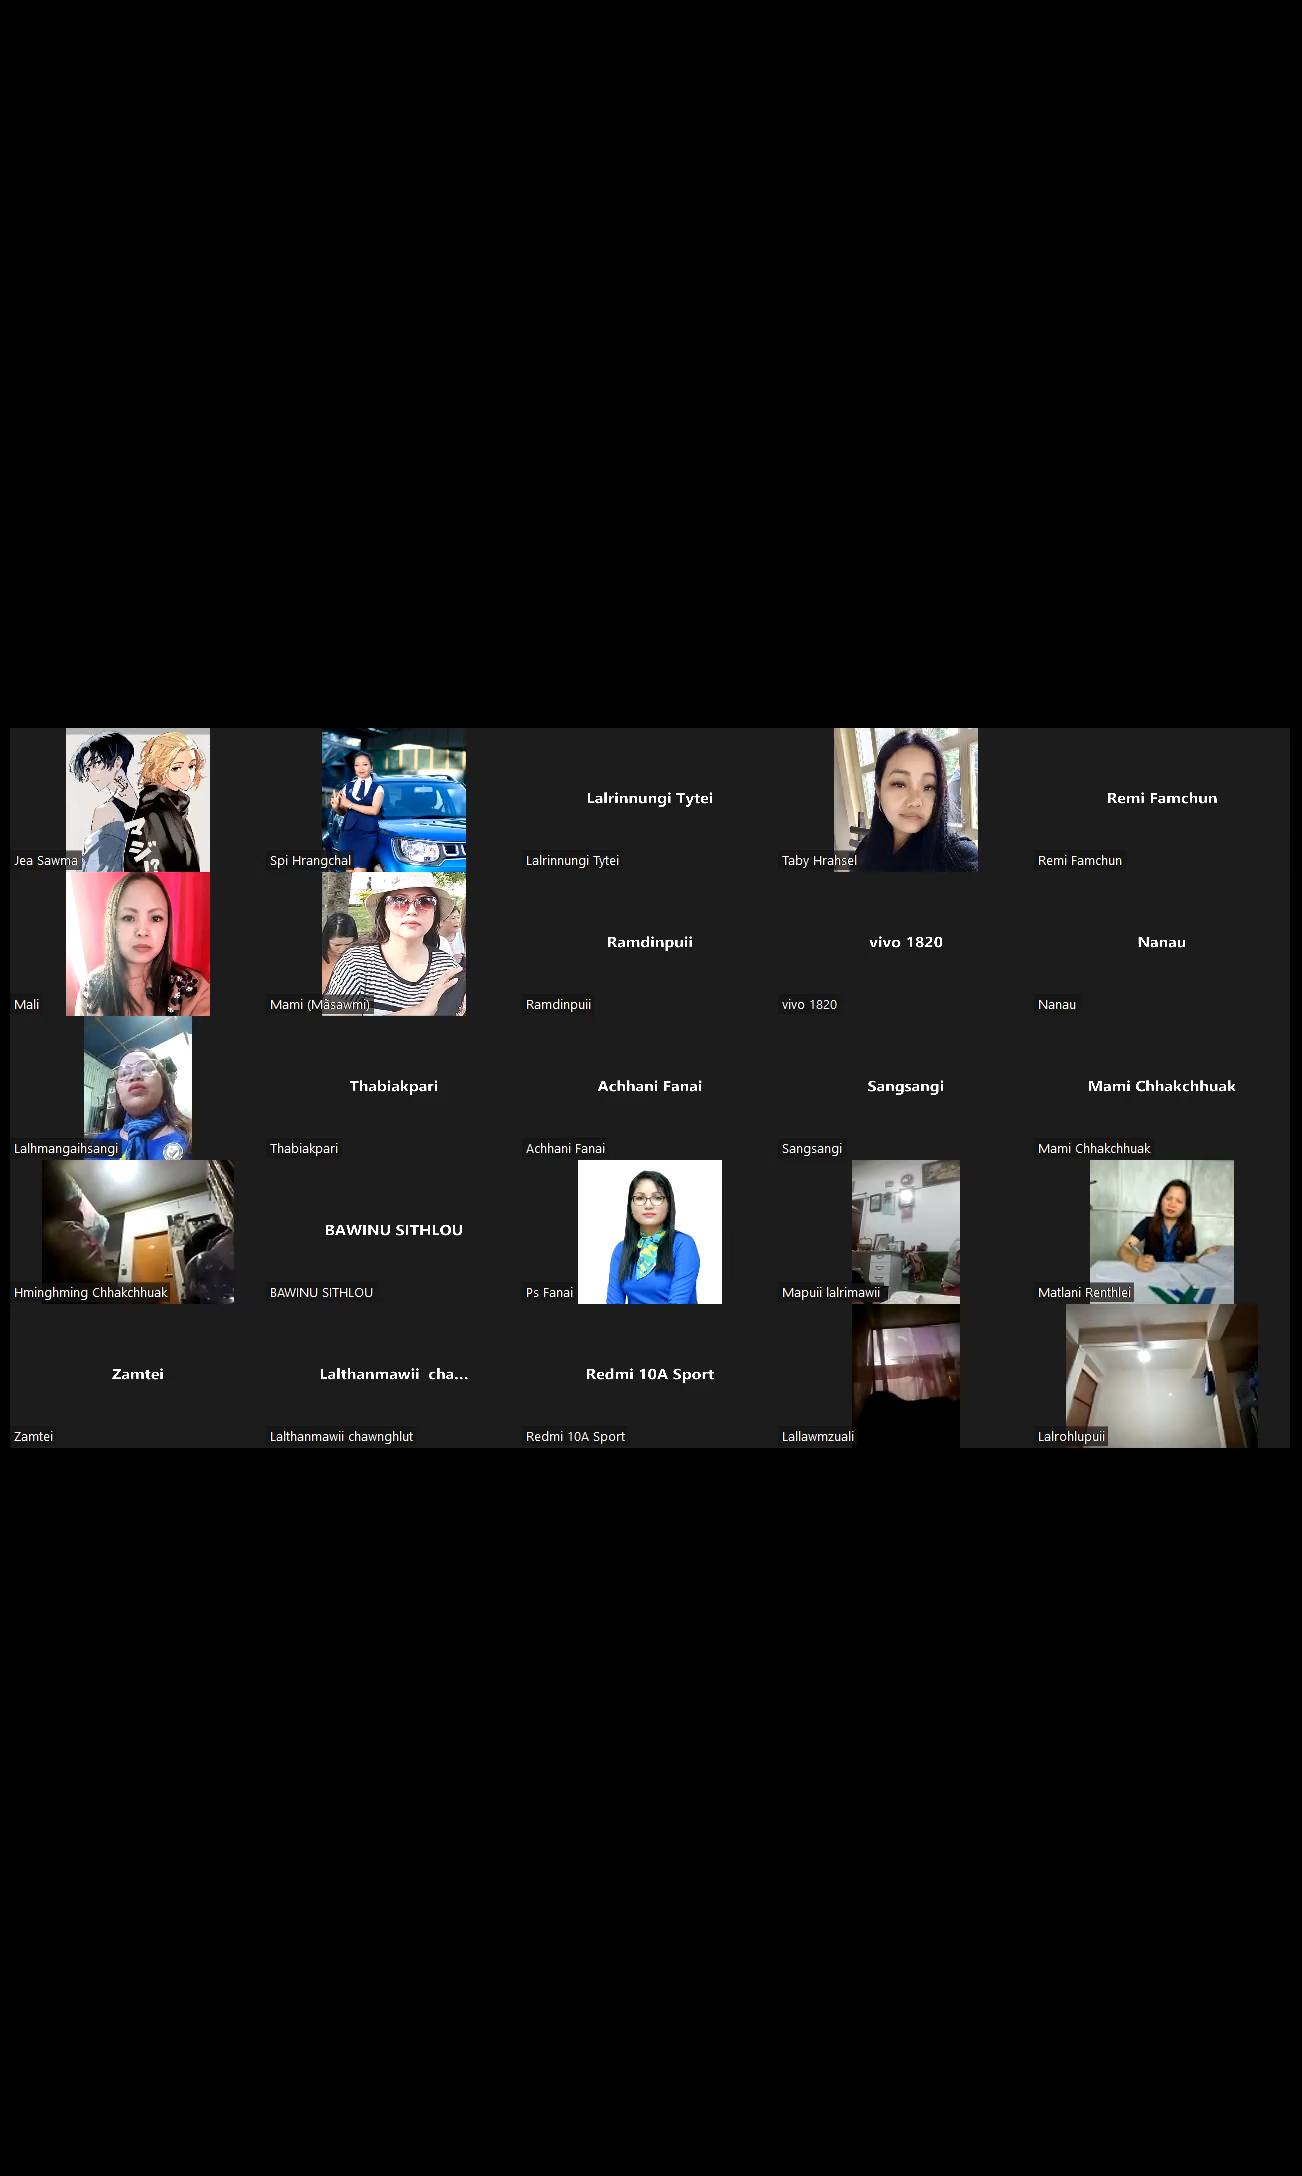 Jea Sawma
マジ!?
Spi Hrangchal
Lalrinnungi Tytei
Lalrinnungi Tytei
Taby Hrahsel
Remi Famchun
Remi Famchun
Mali
Mami (Masawmi)
Ramdinpuii
Ramdinpuii
vivo 1820
vivo 1820
Nanau
Nanau
Lalhmangaihsangi
Thabiakpari
Thabiakpari
Achhani Fanai
Achhani Fanai
Sangsangi
Sangsangi
Mami Chhakchhuak
Mami Chhakchhuak
Hminghming Chhakchhuak
BAWINU SITHLOU
BAWINU SITHLOU
Ps Fanai
Mapuii lalrimawii
Matlani Renthlei
Zamtei
Zamtei
Lalthanmawii cha...
Lalthanmawii chawnghlut
Redmi 10A Sport
Redmi 10A Sport
Lallawmzuali
Lalrohlupuii